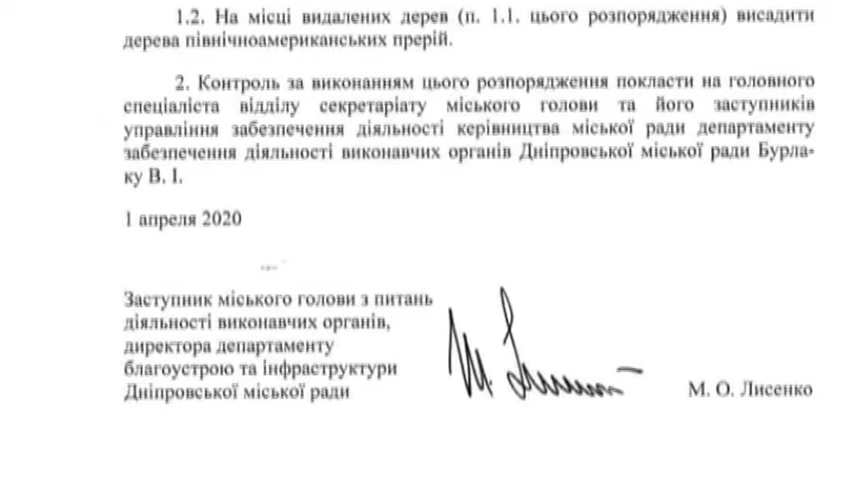 1.2. На місці видалених дерев (п. 1.1. цього розпорядження) висадити
дерева північноамериканських прерій.
2. Контроль за виконанням цього розпорядження покласти на головного
спеціаліста відділу секретаріату міського голови та його заступників
управління забезпечення діяльності керівництва міської ради департаменту
забезпечення діяльності виконавчих органів Дніпровської міської ради Бурла-
ку В. І.
1 апреля 2020
Заступник міського голови з питань
діяльності виконавчих органів,
директора департаменту
благоустрою та інфраструктури
Дніпровської міської ради
М. О. Лисенко